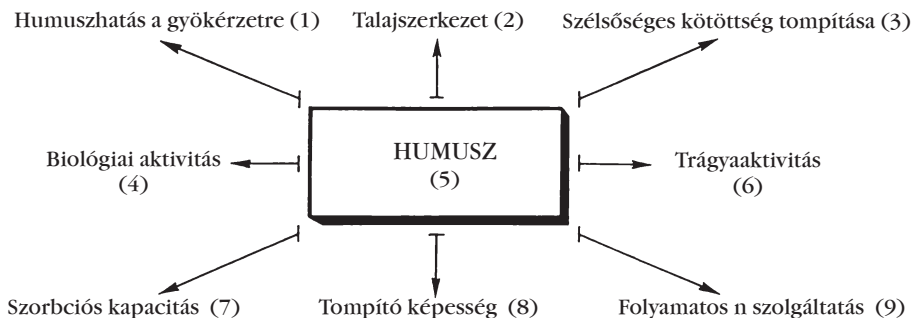 Humuszhatás a gyökérzetre (1)
Talajszerkezet (2)
Szélsőséges kötöttség tompítása (3)
Biológiai aktivitás
(4)
HUMUSZ
(5)
Trágyaaktivitás
(6)
Szorbciós kapacitás (7)
Tompító képesség (8)
Folyamatos n szolgáltatás (9)